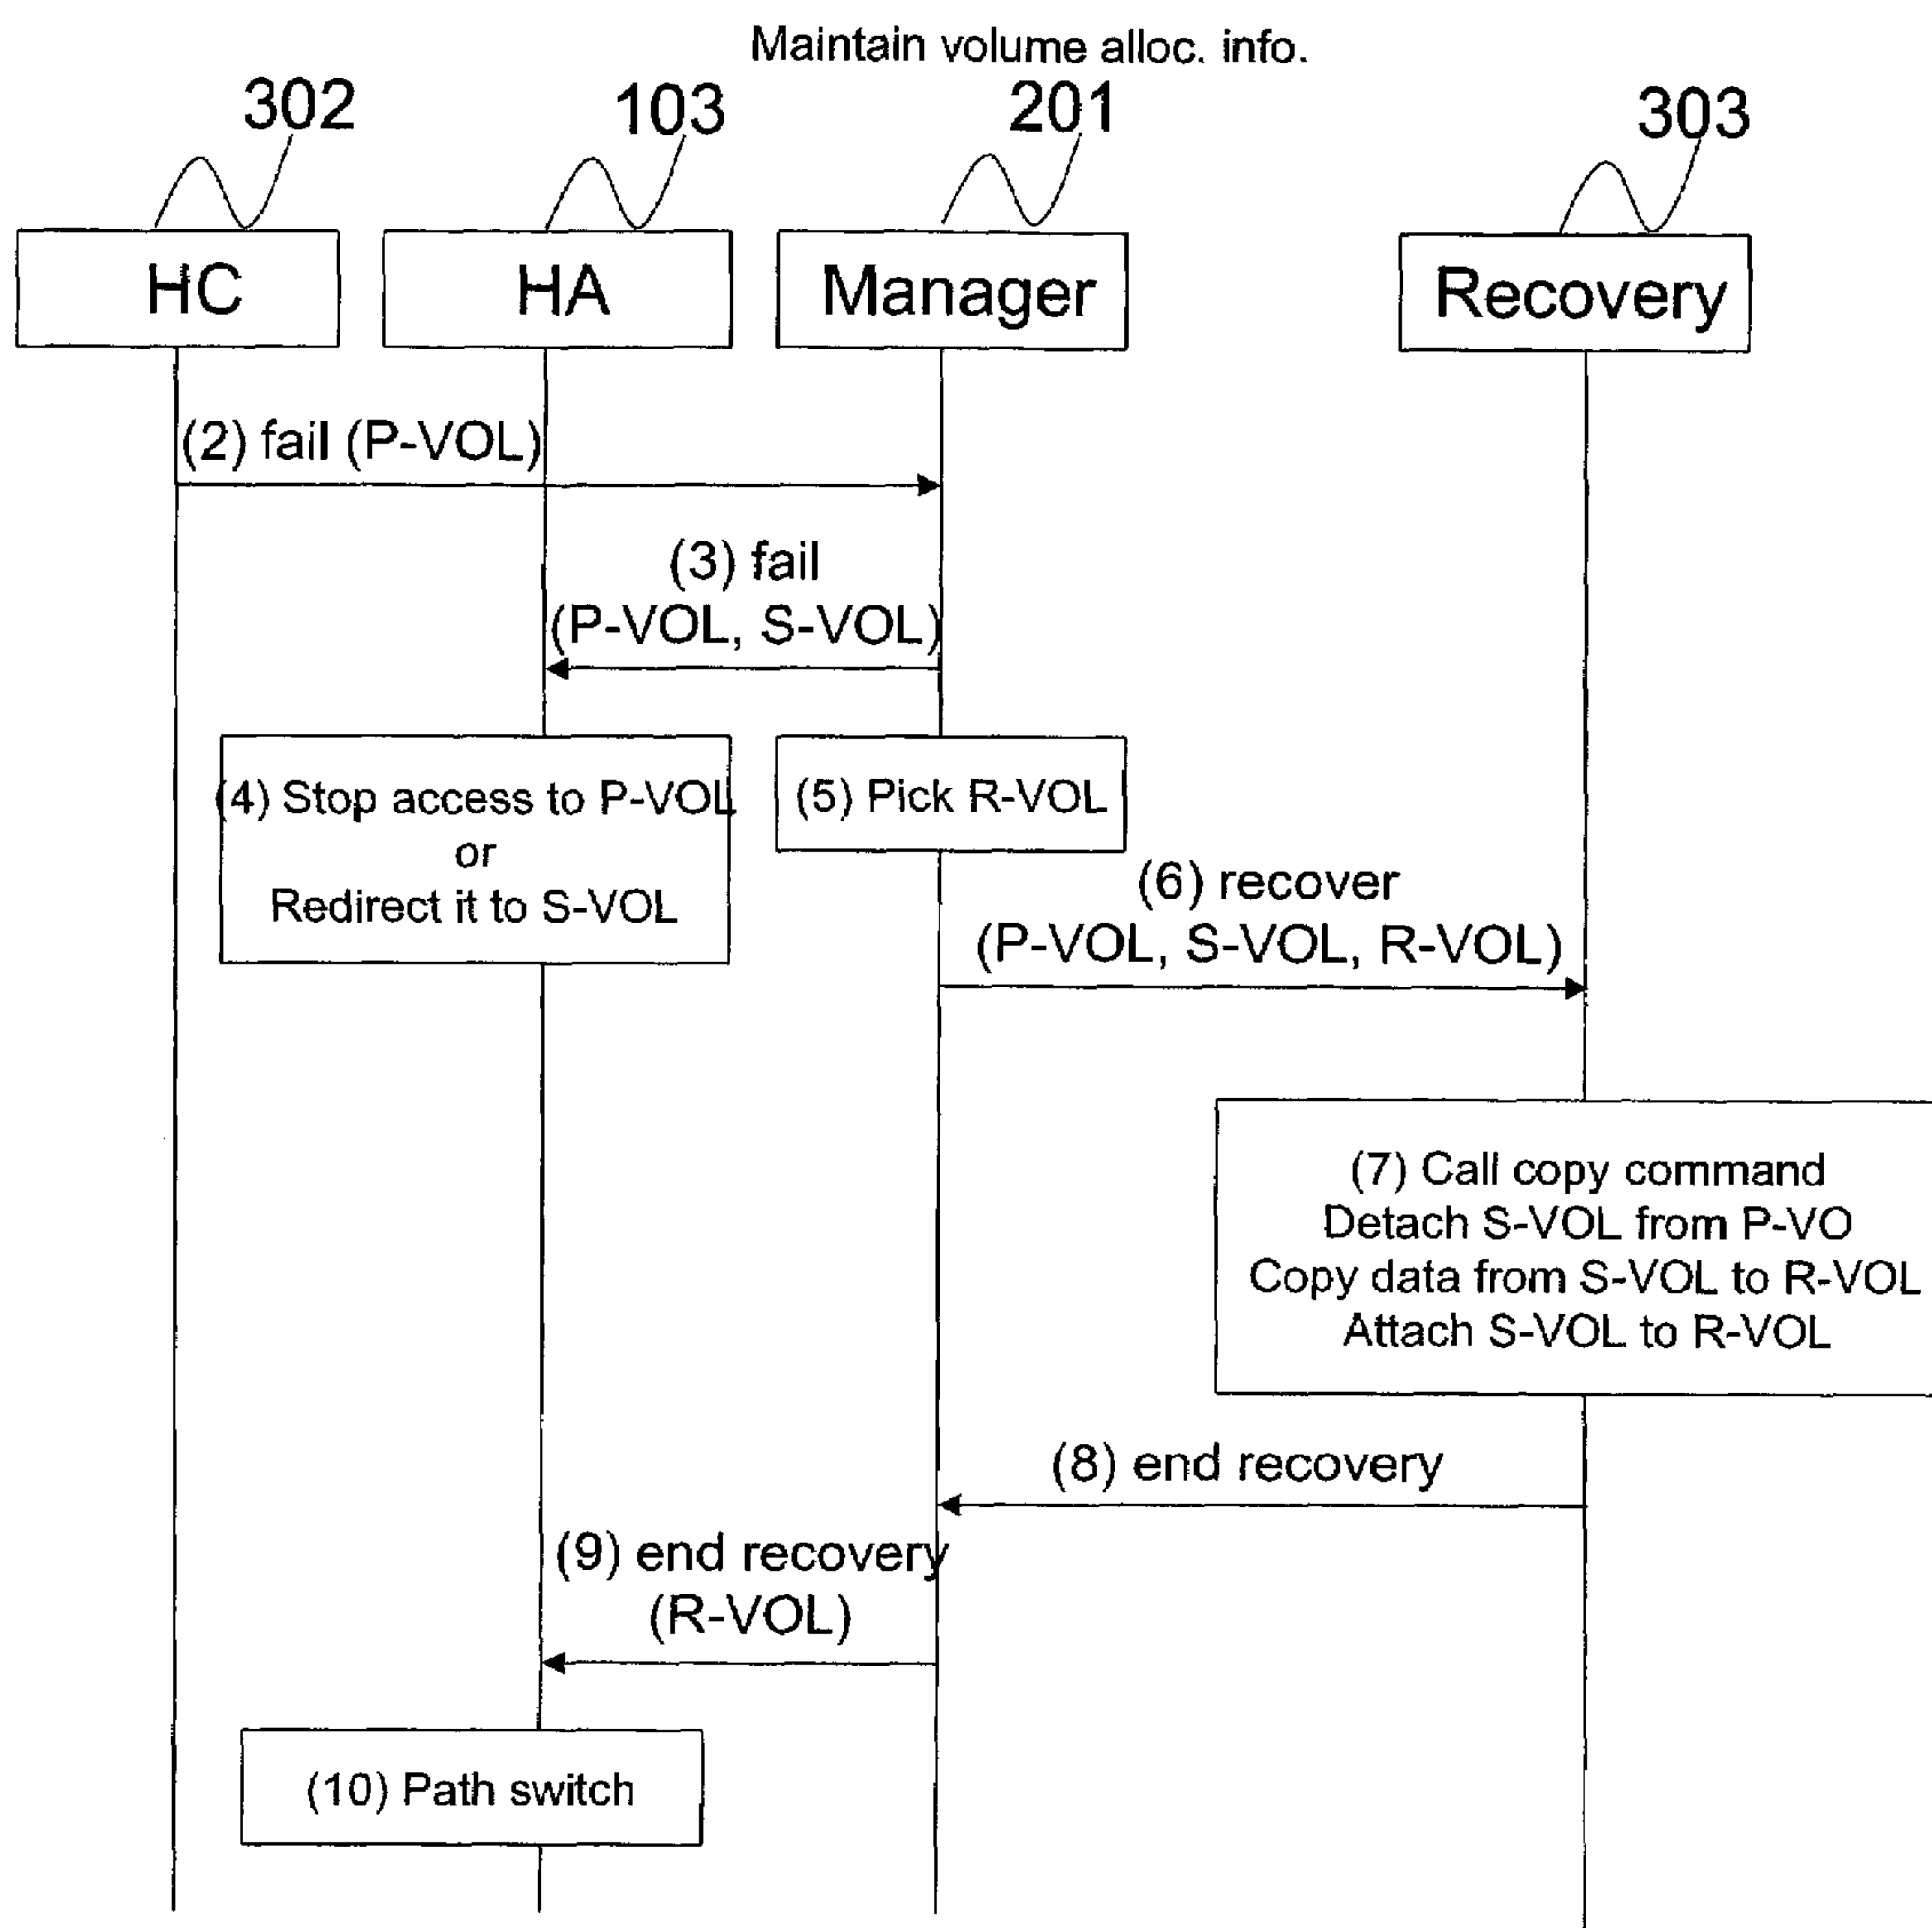 Maintain volume alloc. info.
302
103
201
303
HC
HA
Manager
Recovery
(2) fail (P-VOL)
(3) fail
(P-VOL, S-VOL)
(4) Stop access to P-VOL
or
Redirect it to S-VOL
(5) Pick R-VOL
(6) recover
(P-VOL, S-VOL, R-VOL)
(7) Call copy command
Detach S-VOL from P-VO
Copy data from S-VOL to R-VOL
Attach S-VOL to R-VOL
(8) end recovery
(9) end recovery
(R-VOL)
(10) Path switch